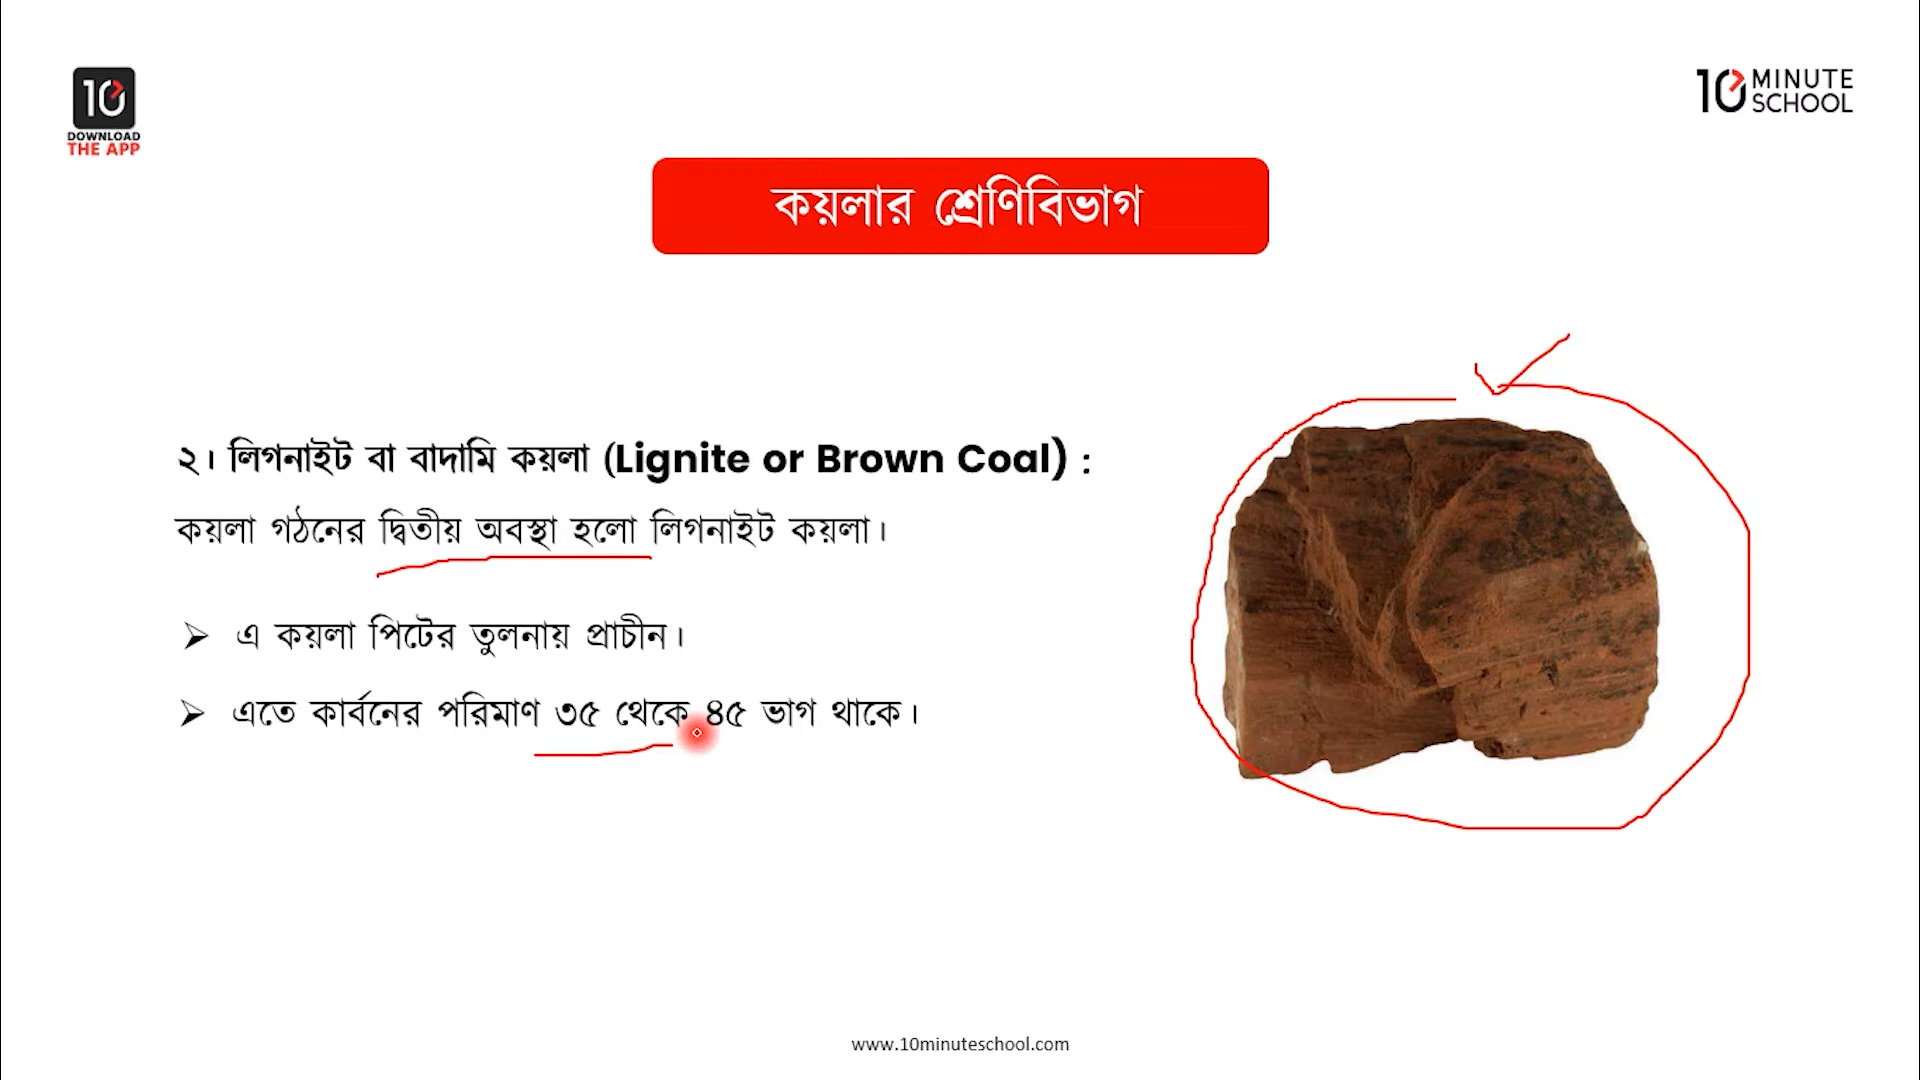 10
DOWNLOAD
THE APP
10 MINUTE
SCHOOL
কয়লার শ্রেণিবিভাগ
২। লিগনাইট বা বাদামি কয়লা (Lignite or Brown Coal) :
কয়লা গঠনের দ্বিতীয় অবস্থা হলো লিগনাইট কয়লা।
➢ এ কয়লা পিটের তুলনায় প্রাচীন।
➢ এতে কার্বনের পরিমাণ ৩৫ থেকে ৪৫ ভাগ থাকে।
www.10minuteschool.com